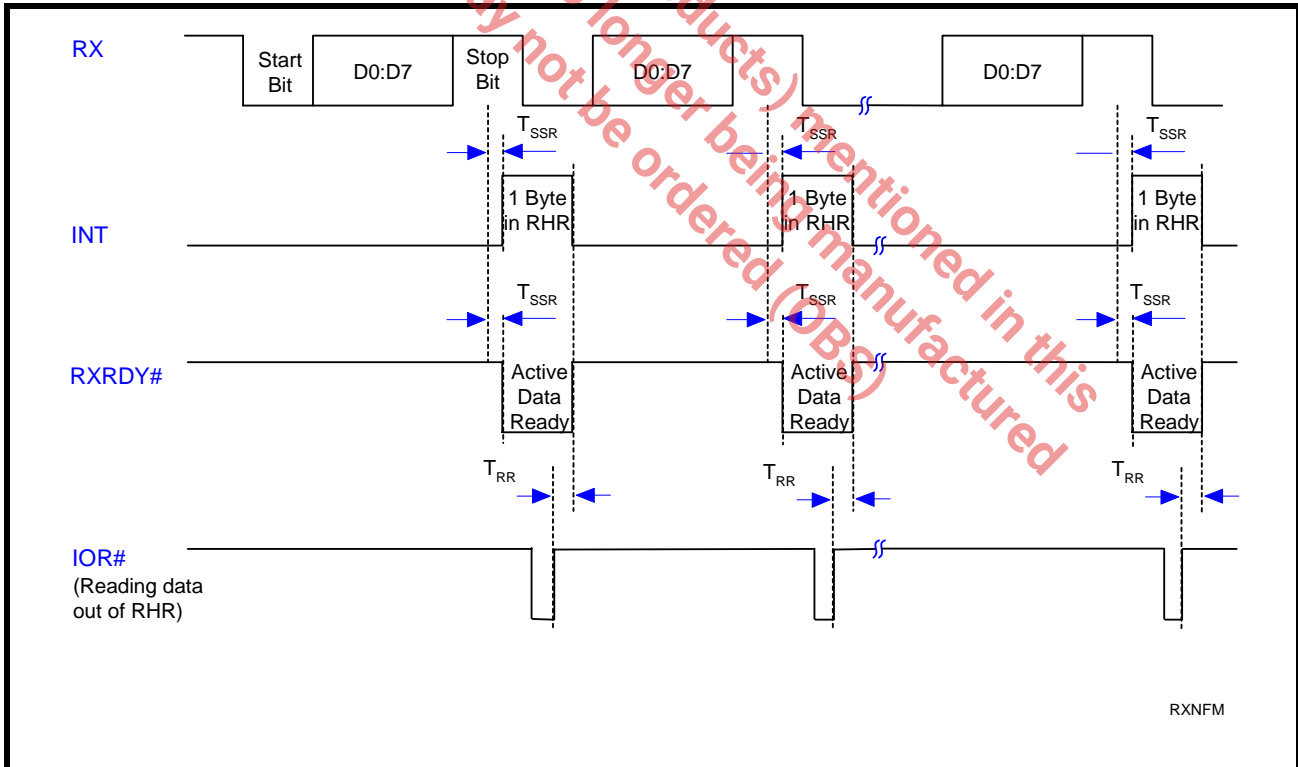 RX
Start
Bit
D0:D7
Stop
Bit
D0:D7
D0:D7
TSSR
TSSR
TSSR
INT
1 Byte
in RHR
1 Byte
in RHR
1 Byte
in RHR
TSSR
TSSR
TSSR
RXRDY#
Active
Data
Ready
Active
Data
Ready
Active
Data
Ready
TRR
TRR
TRR
IOR#
(Reading data
out of RHR)
RXNFM
mentioned in this
longer being manufactured
not be ordered (OBS)